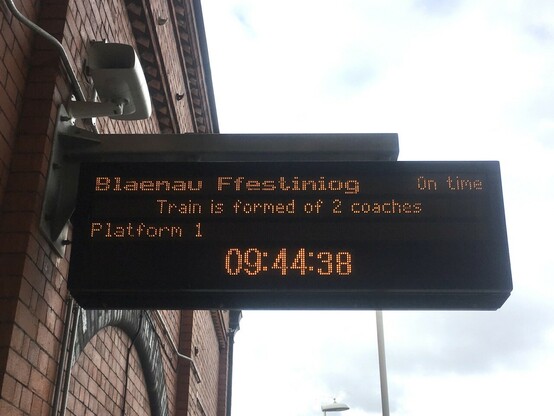 Blaenau Ffestiniog On time
Train is formed of 2 coaches
Platform 1
09:44:38